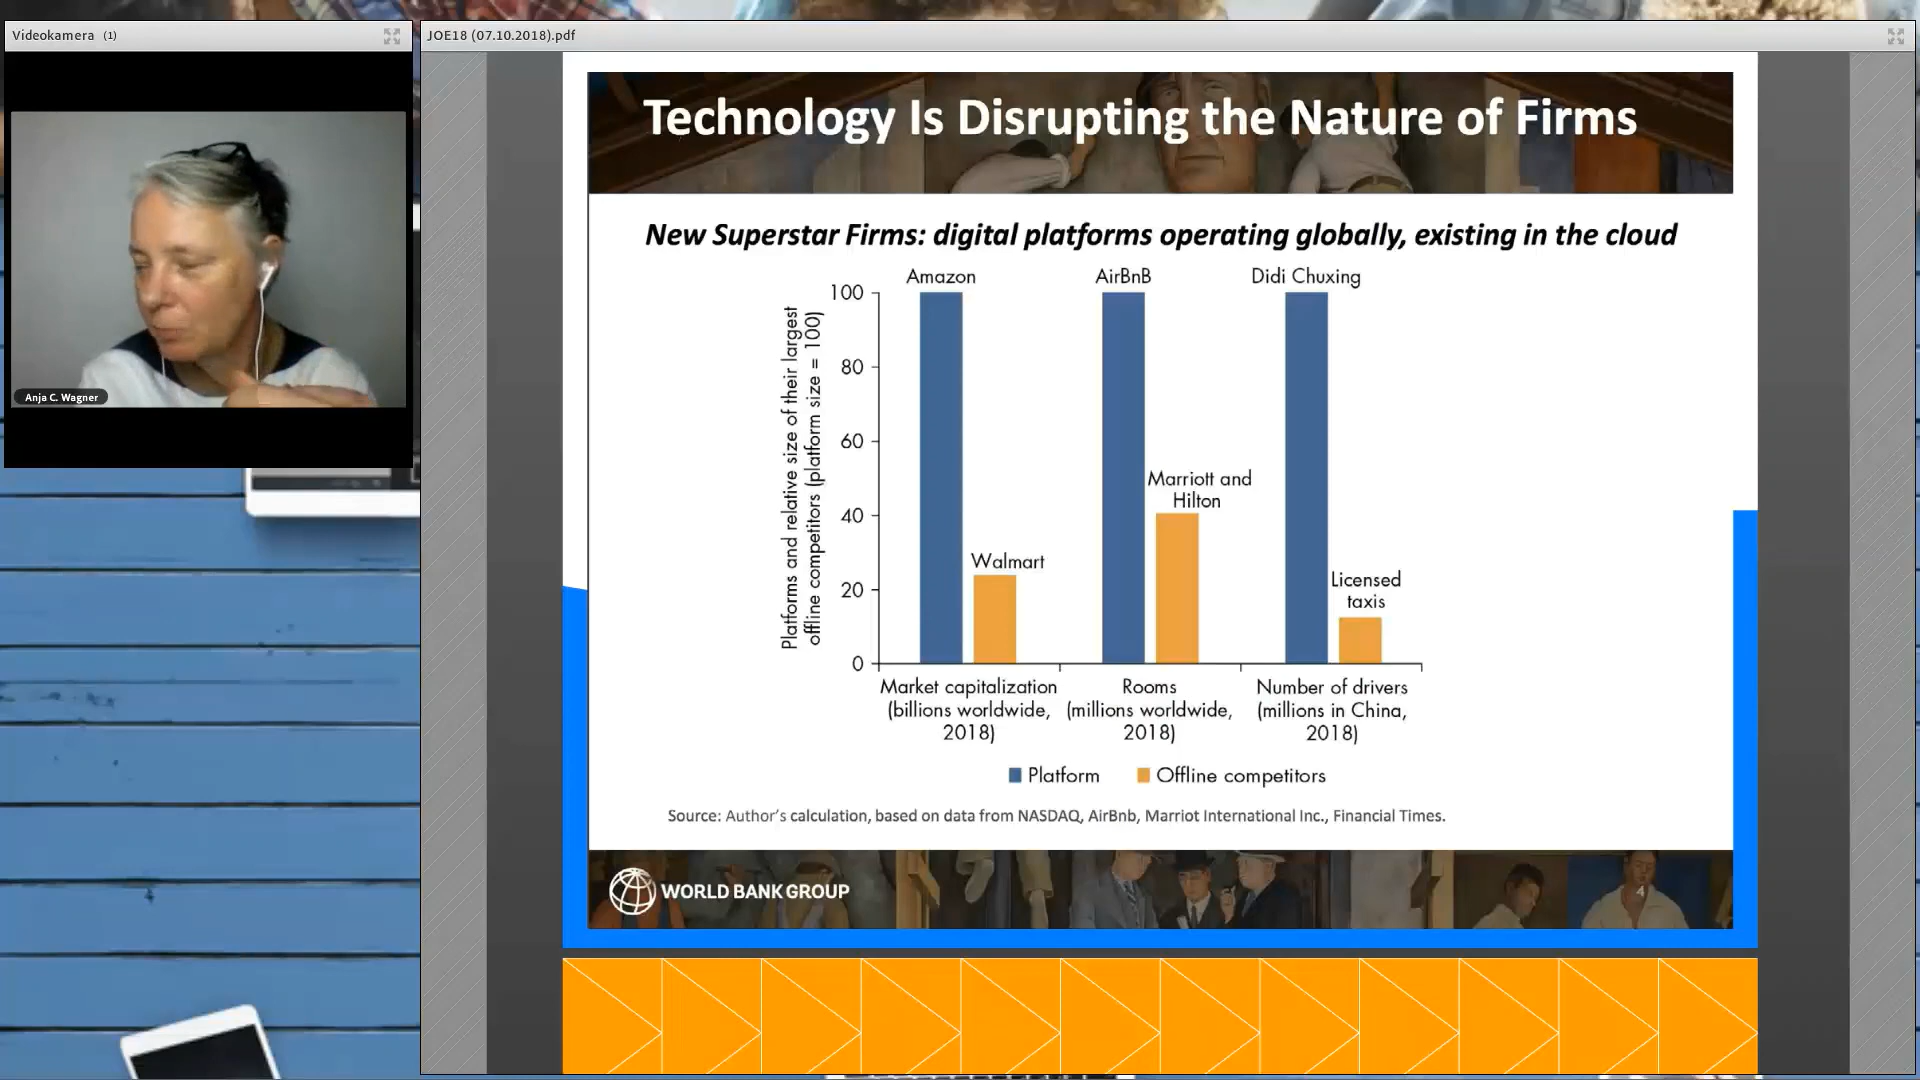 Videokamera (1)
JOE18 (07.10.2018).pdf
Anja C. Wagner
Technology Is Disrupting the Nature of Firms
New Superstar Firms: digital platforms operating globally, existing in the cloud
Platforms and relative size of their largest
offline competitors (platform size = 100)
100
80
60
40
20
0
Amazon
AirBnB
Didi Chuxing
Walmart
Marriott and
Hilton
Licensed
taxis
Market capitalization
(billions worldwide,
2018)
Rooms
(millions worldwide,
2018)
Number of drivers
(millions in China,
2018)
Platform
Offline competitors
Source: Author's calculation, based on data from NASDAQ, AirBnb, Marriot International Inc., Financial Times.
WORLD BANK GROUP
4